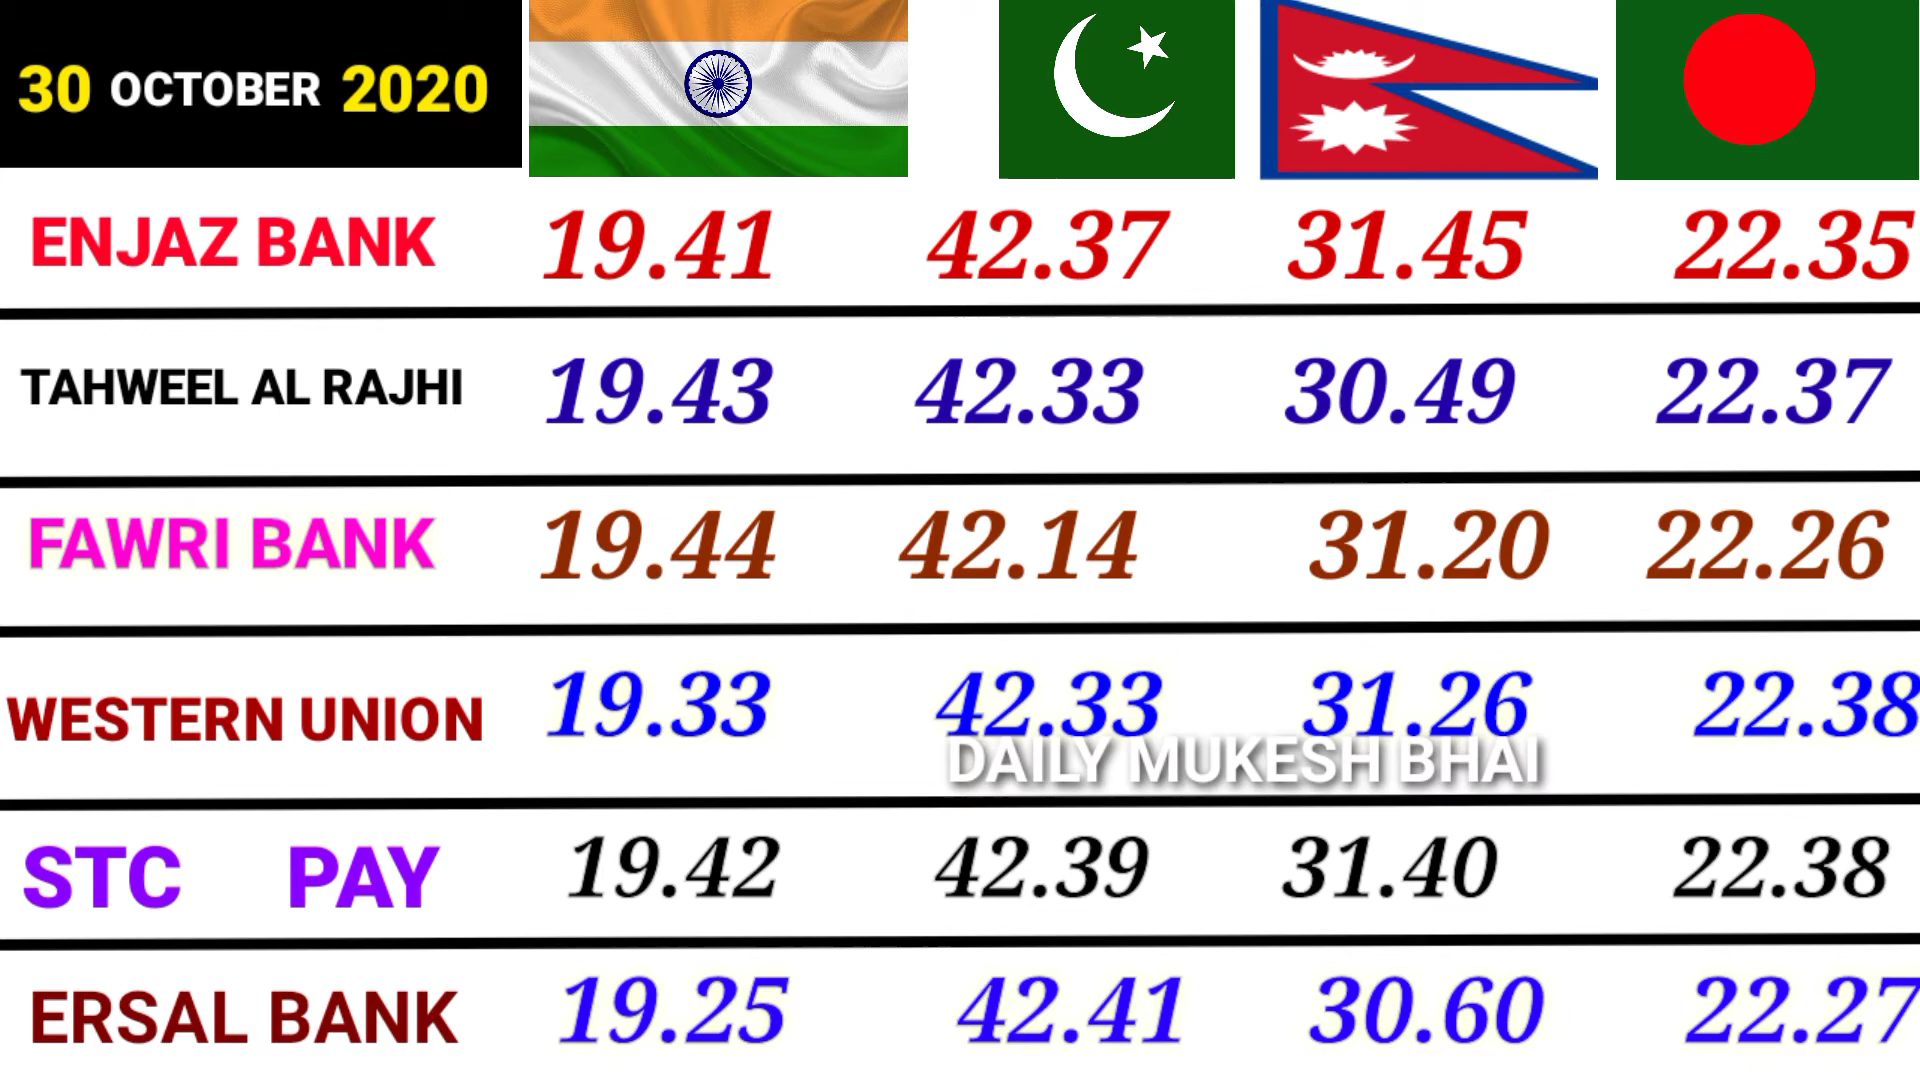 30 OCTOBER 2020
ENJAZ BANK 19.41 42.37 31.45 22.35
TAHWEEL AL RAJHI 19.43 42.33 30.49 22.37
FAWRI BANK 19.44 42.14 31.20 22.26
WESTERN UNION 19.33 42.33 31.26 22.38
DAILY MUKESH BHAI
STC PAY 19.42 42.39 31.40 22.38
ERSAL BANK 19.25 42.41 30.60 22.27